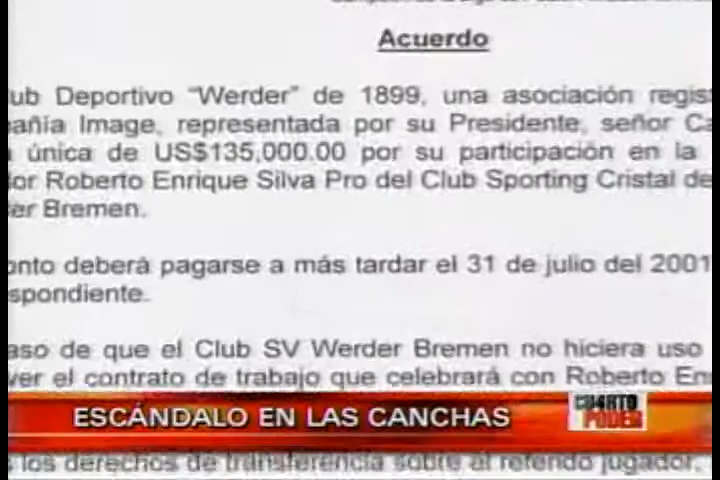 Acuerdo
ub Deportivo "Werder" de 1899, una asociación regis
añía Image, representada por su Presidente, señor Ca
única de US$135,000.00 por su participación en la
or Roberto Enrique Silva Pro del Club Sporting Cristal de
er Bremen.
onto deberá pagarse a más tardar el 31 de julio del 2001
spondiente.
aso de que el Club SV Werder Bremen no hiciera uso
ver el contrato de trabajo que celebrará con Roberto En
ESCÁNDALO EN LAS CANCHAS
CU4RTO
PODER
los derechos de transferencia sobre al referido jugador,